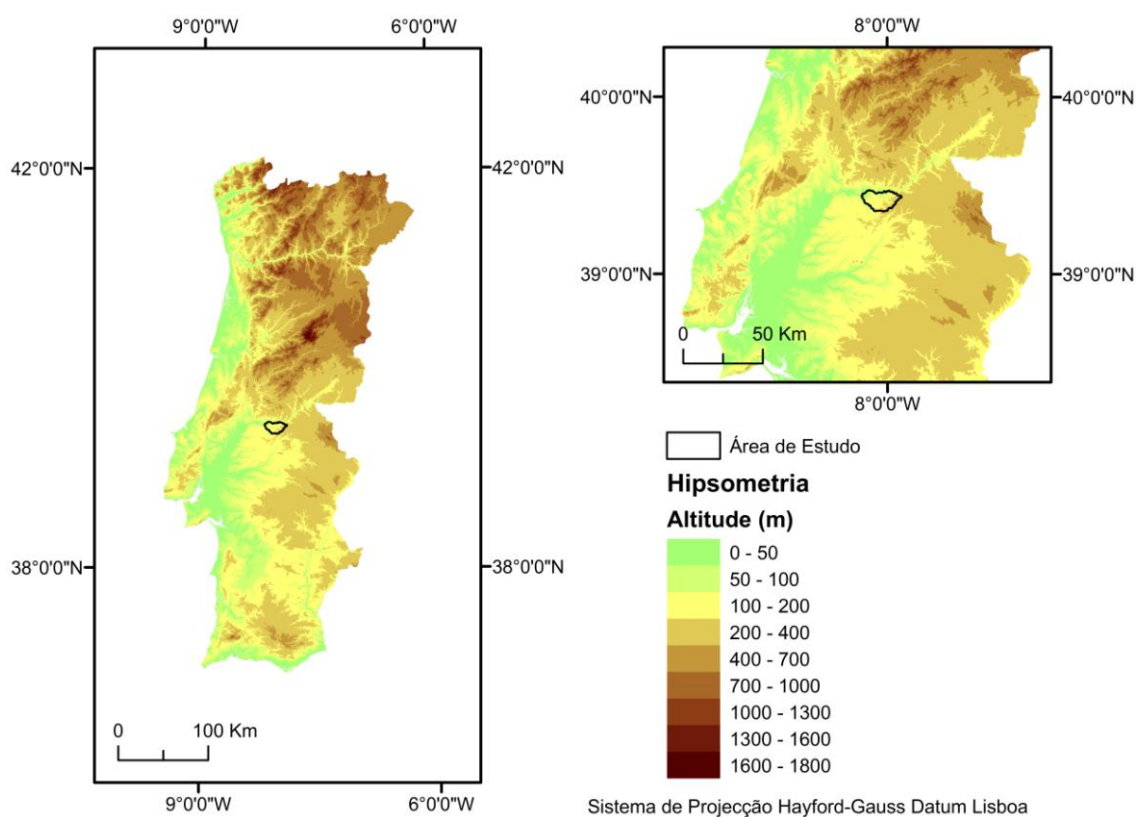 9°0'0"W
6°0'0"W
42°0'0"N
42°0'0"N
38°0'0"N
38°0'0"N
0
100 Km
9°0'0"W
6°0'0"W
8°0'0"W
40°0'0"N
40°0'0"N
39°0'0"N
39°0'0"N
0
50 Km
8°0'0"W
Área de Estudo
Hipsometria
Altitude (m)
0 - 50
50 - 100
100 - 200
200 - 400
400 - 700
700 - 1000
1000 - 1300
1300 - 1600
1600 - 1800
Sistema de Projecção Hayford-Gauss Datum Lisboa